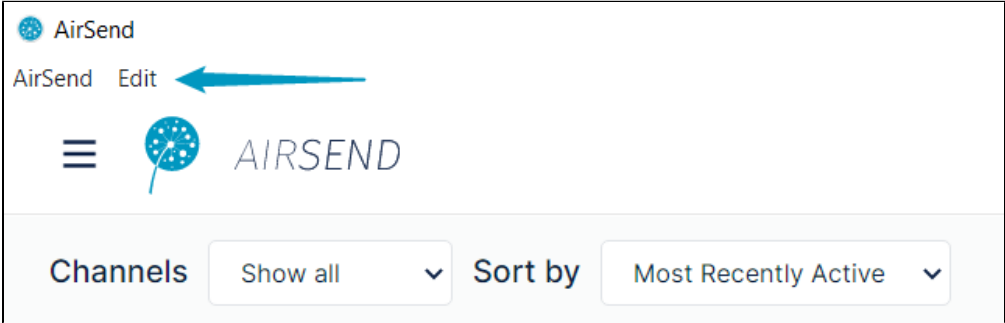 AirSend
AirSend Edit
AIRSEND
Channels Show all Sort by Most Recently Active